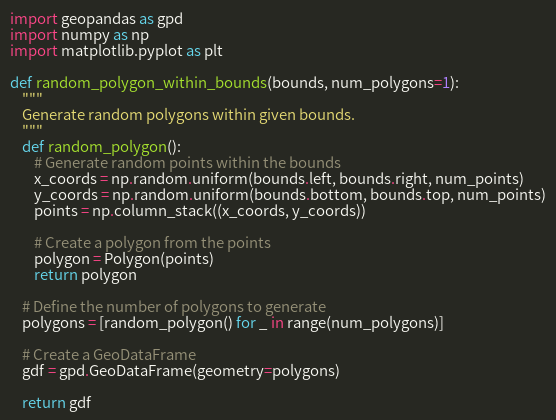 import geopandas as gpd
import numpy as np
import matplotlib.pyplot as plt

def random_polygon_within_bounds(bounds, num_polygons=1):
    """
    Generate random polygons within given bounds.
    """
    def random_polygon():
        # Generate random points within the bounds
        x_coords = np.random.uniform(bounds.left, bounds.right, num_points)
        y_coords = np.random.uniform(bounds.bottom, bounds.top, num_points)
        points = np.column_stack((x_coords, y_coords))

        # Create a polygon from the points
        polygon = Polygon(points)
        return polygon

    # Define the number of polygons to generate
    polygons = [random_polygon() for _ in range(num_polygons)]

    # Create a GeoDataFrame
    gdf = gpd.GeoDataFrame(geometry=polygons)

    return gdf